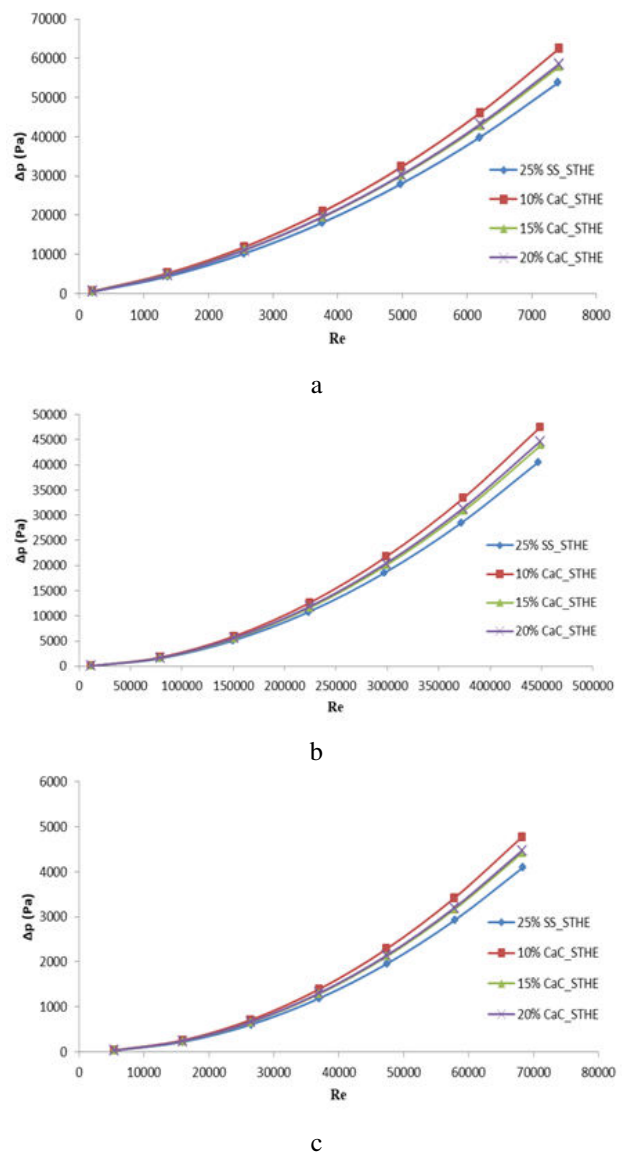 70000
60000
50000
40000
30000
20000
10000
0
Δp (Pa)
25% SS_STHE
10% CaC_STHE
15% CaC_STHE
20% CaC_STHE
0 1000 2000 3000 4000 5000 6000 7000 8000
Re
a
50000
45000
40000
35000
30000
25000
20000
15000
10000
5000
0
Δp (Pa)
25% SS_STHE
10% CaC_STHE
15% CaC_STHE
20% CaC_STHE
0 50000 100000 150000 200000 250000 300000 350000 400000 450000 500000
Re
b
6000
5000
4000
3000
2000
1000
0
Δp (Pa)
25% SS_STHE
10% CaC_STHE
15% CaC_STHE
20% CaC_STHE
0 10000 20000 30000 40000 50000 60000 70000 80000
Re
c